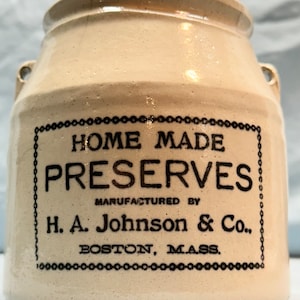 HOME MADE
PRESERVES
MANUFACTURED BY
H. A. Johnson & Co.,
BOSTON, MASS.